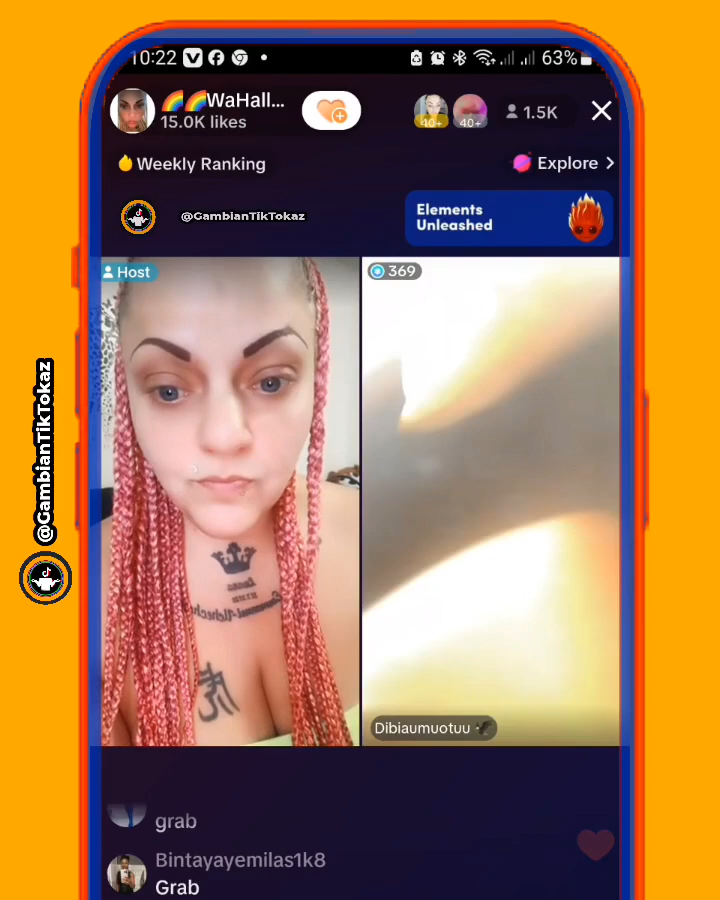 10:22
63%
🌈🌈WaHall...
15.0K likes
40+
40+
1.5K
Weekly Ranking
Explore >
@GambianTikTokaz
Elements
Unleashed
Host
369
@GambianTikTokaz
Dibiaumuotuu
grab
Bintayayemilas1k8
Grab